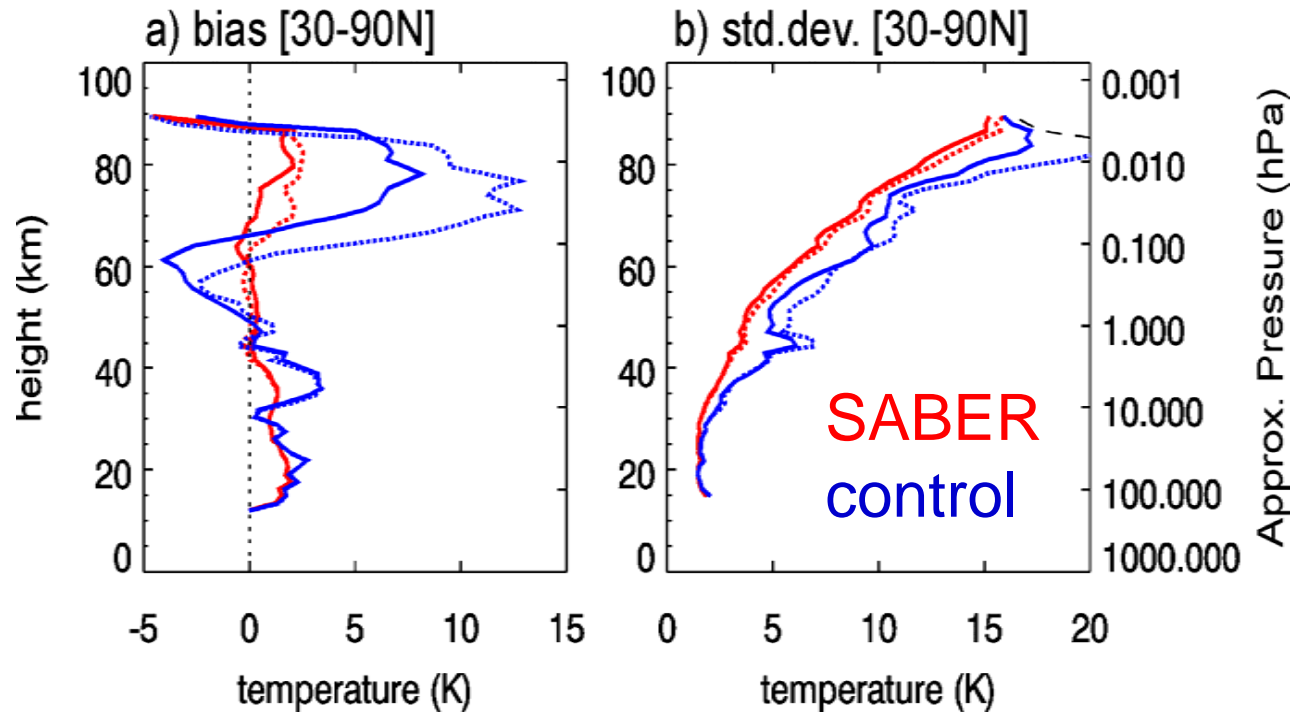 a) bias [30-90N]
b) std.dev. [30-90N]
100
80
60
40
20
0
height (km)
-5 0 5 10 15
temperature (K)
100
80
60
40
20
0
0 5 10 15 20
temperature (K)
0.001
0.010
0.100
1.000
10.000
100.000
1000.000
Approx. Pressure (hPa)
SABER
control